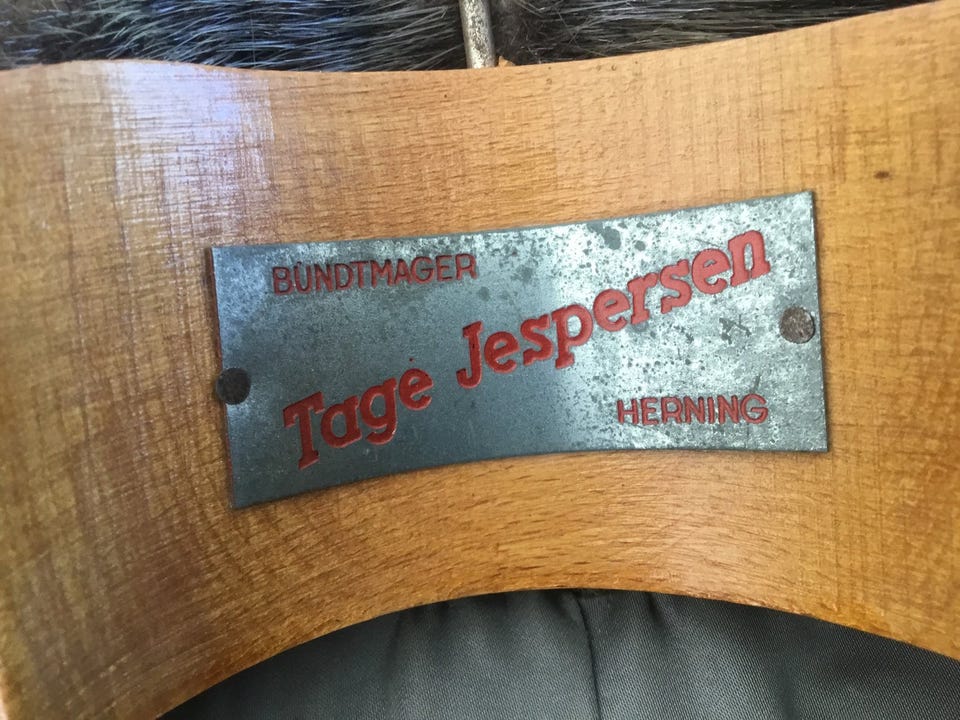 BUNDTMAGER
Tage Jespersen
HERNING